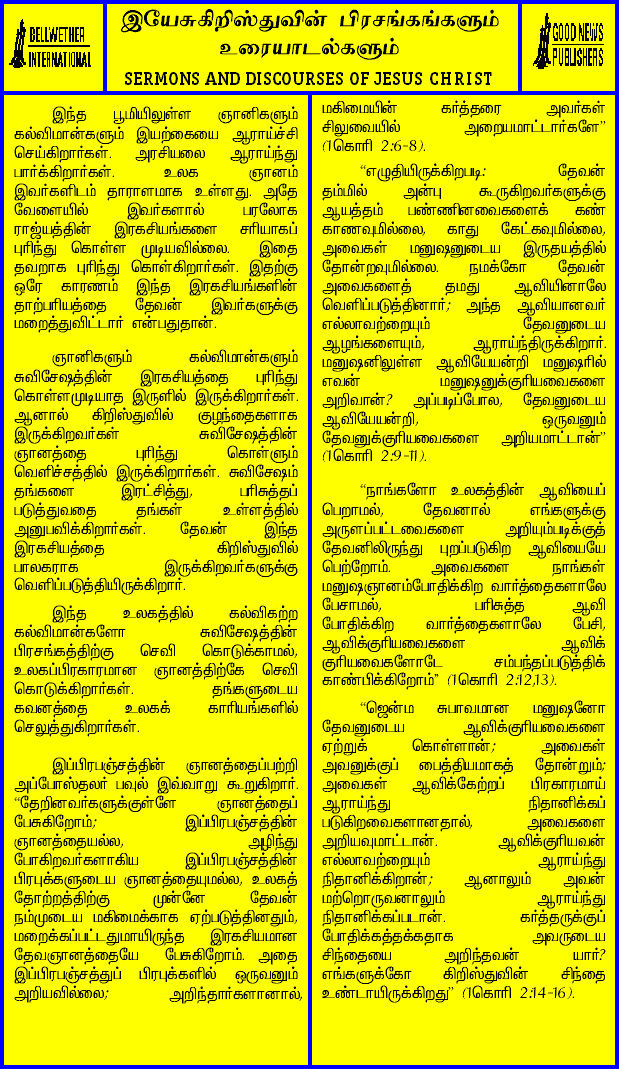 BELLWETHER
INTERNATIONAL
இயேசுகிறிஸ்துவின் பிரசங்கங்களும்
உரையாடல்களும்
SERMONS AND DISCOURSES OF JESUS CHRIST
GOOD NEWS
PUBLISHERS
இந்த பூமியிலுள்ள ஞானிகளும்
கல்விமான்களும் இயற்கையை ஆராய்ச்சி
செய்கிறார்கள். அரசியலை ஆராய்ந்து
பார்க்கிறார்கள். உலக ஞானம்
இவர்களிடம் தாராளமாக உள்ளது. அதே
வேளையில் இவர்களால் பரலோக
ராஜ்யத்தின் இரகசியங்களை சரியாகப்
புரிந்து கொள்ள முடியவில்லை. இதை
தவறாக புரிந்து கொள்கிறார்கள். இதற்கு
ஒரே காரணம் இந்த இரகசியங்களின்
தாற்பரியத்தை தேவன் இவர்களுக்கு
மறைத்துவிட்டார் என்பதுதான்.
ஞானிகளும் கல்விமான்களும்
சுவிசேஷத்தின் இரகசியத்தை புரிந்து
கொள்ளமுடியாத இருளில் இருக்கிறார்கள்.
ஆனால் கிறிஸ்துவில் குழந்தைகளாக
இருக்கிறவர்கள் சுவிசேஷத்தின்
ஞானத்தை புரிந்து கொள்ளும்
வெளிச்சத்தில் இருக்கிறார்கள். சுவிசேஷம்
தங்களை இரட்சித்து, பரிசுத்தப்
படுத்துவதை தங்கள் உள்ளத்தில்
அனுபவிக்கிறார்கள். தேவன் இந்த
இரகசியத்தை கிறிஸ்துவில்
பாலகராக இருக்கிறவர்களுக்கு
வெளிப்படுத்தியிருக்கிறார்.
இந்த உலகத்தில் கல்விகற்ற
கல்விமான்களோ சுவிசேஷத்தின்
பிரசங்கத்திற்கு செவி கொடுக்காமல்,
உலகப்பிரகாரமான ஞானத்திற்கே செவி
கொடுக்கிறார்கள். தங்களுடைய
கவனத்தை உலகக் காரியங்களில்
செலுத்துகிறார்கள்.
இப்பிரபஞ்சத்தின் ஞானத்தைப்பற்றி
அப்போஸ்தலர் பவுல் இவ்வாறு கூறுகிறார்.
“தேறினவர்களுக்குள்ளே ஞானத்தைப்
பேசுகிறோம்; இப்பிரபஞ்சத்தின்
ஞானத்தையல்ல, அழிந்து
போகிறவர்களாகிய இப்பிரபஞ்சத்தின்
பிரபுக்களுடைய ஞானத்தையுமல்ல, உலகத்
தோற்றத்திற்கு முன்னே தேவன்
நம்முடைய மகிமைக்காக ஏற்படுத்தினதும்,
மறைக்கப்பட்டதுமாயிருந்த இரகசியமான
தேவஞானத்தையே பேசுகிறோம். அதை
இப்பிரபஞ்சத்துப் பிரபுக்களில் ஒருவனும்
அறியவில்லை; அறிந்தார்களானால்,
மகிமையின் கர்த்தரை அவர்கள்
சிலுவையில் அறையமாட்டார்களே”
(1கொரி 2:6-8).
“எழுதியிருக்கிறபடி: தேவன்
தம்மில் அன்பு கூருகிறவர்களுக்கு
ஆயத்தம் பண்ணினவைகளைக் கண்
காணவுமில்லை, காது கேட்கவுமில்லை,
அவைகள் மனுஷனுடைய இருதயத்தில்
தோன்றவுமில்லை. நமக்கோ தேவன்
அவைகளைத் தமது ஆவியினாலே
வெளிப்படுத்தினார்; அந்த ஆவியானவர்
எல்லாவற்றையும் தேவனுடைய
ஆழங்களையும், ஆராய்ந்திருக்கிறார்.
மனுஷனிலுள்ள ஆவியேயன்றி மனுஷரில்
எவன் மனுஷனுக்குரியவைகளை
அறிவான்? அப்படிப்போல, தேவனுடைய
ஆவியேயன்றி, ஒருவனும்
தேவனுக்குரியவைகளை அறியமாட்டான்”
(1கொரி 2:9-11).
“நாங்களோ உலகத்தின் ஆவியைப்
பெறாமல், தேவனால் எங்களுக்கு
அருளப்பட்டவைகளை அறியும்படிக்குத்
தேவனிலிருந்து புறப்படுகிற ஆவியையே
பெற்றோம். அவைகளை நாங்கள்
மனுஷஞானம்போதிக்கிற வார்த்தைகளாலே
பேசாமல், பரிசுத்த ஆவி
போதிக்கிற வார்த்தைகளாலே பேசி,
ஆவிக்குரியவைகளை ஆவிக்
குரியவைகளோடே சம்பந்தப்படுத்திக்
காண்பிக்கிறோம்” (1கொரி 2:12,13).
“ஜென்ம சுபாவமான மனுஷனோ
தேவனுடைய ஆவிக்குரியவைகளை
ஏற்றுக் கொள்ளான்; அவைகள்
அவனுக்குப் பைத்தியமாகத் தோன்றும்;
அவைகள் ஆவிக்கேற்றப் பிரகாரமாய்
ஆராய்ந்து நிதானிக்கப்
படுகிறவைகளானதால், அவைகளை
அறியவுமாட்டான். ஆவிக்குரியவன்
எல்லாவற்றையும் ஆராய்ந்து
நிதானிக்கிறான்; ஆனாலும் அவன்
மற்றொருவனாலும் ஆராய்ந்து
நிதானிக்கப்படான். கர்த்தருக்குப்
போதிக்கத்தக்கதாக அவருடைய
சிந்தையை அறிந்தவன் யார்?
எங்களுக்கோ கிறிஸ்துவின் சிந்தை
உண்டாயிருக்கிறது” (1கொரி 2:14-16).